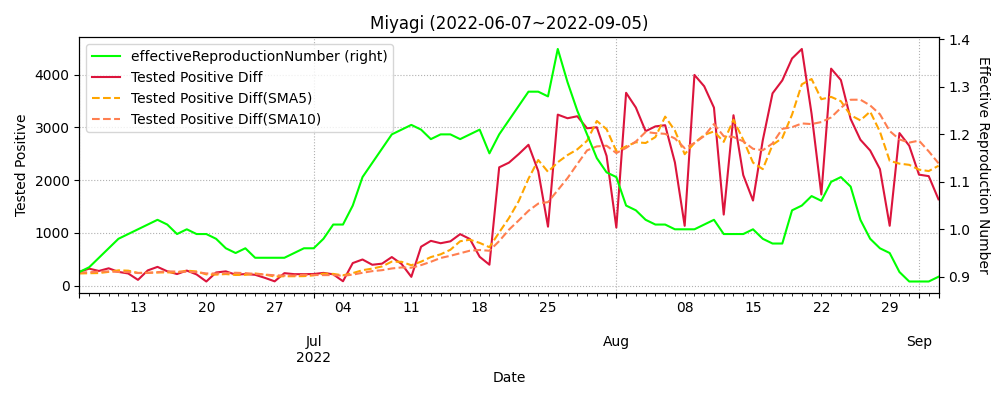 Miyagi (2022-06-07~2022-09-05)
effectiveReproductionNumber (right)
Tested Positive Diff
Tested Positive Diff(SMA5)
Tested Positive Diff(SMA10)
Tested Positive
4000
3000
2000
1000
0
1.4
1.3
1.2
1.1
1.0
0.9
Effective Reproduction Number
13 20 27 04 11 18 25 08 15 22 29
Jul Aug Sep
2022
Date